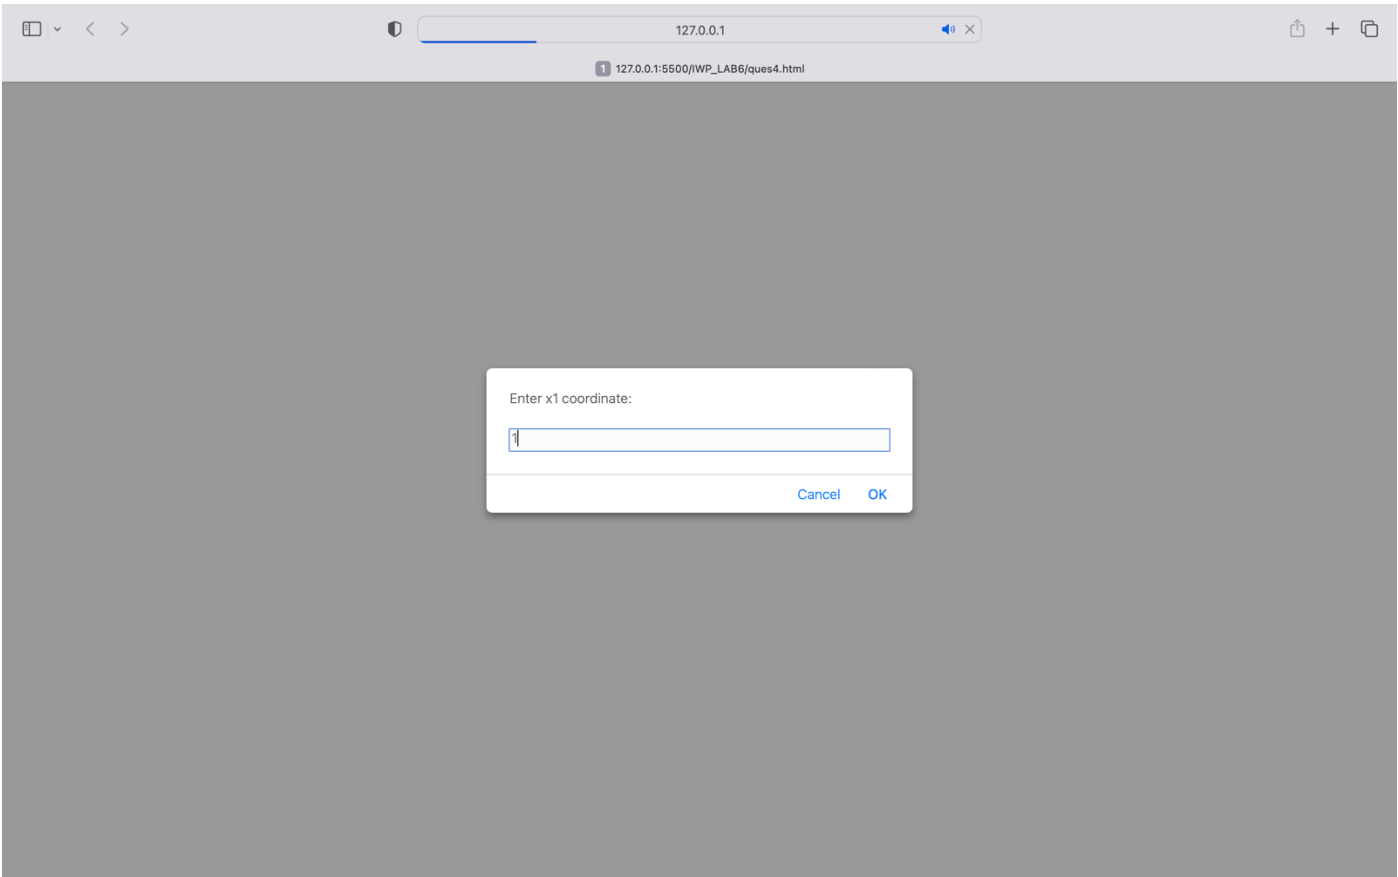 127.0.0.1
1 127.0.0.1:5500/IWP_LAB6/ques4.html
Enter x1 coordinate:
1
Cancel OK